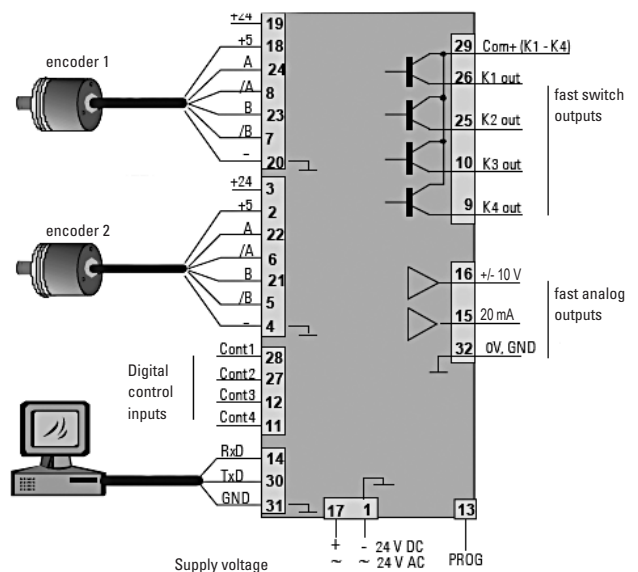 +24 19
+5 18
encoder 1
A 24
/A 8
B 23
/B 7
– 20
+24 3
+5 2
encoder 2
A 22
/A 6
B 21
/B 5
– 4
Digital
control
inputs
Cont1 28
Cont2 27
Cont3 12
Cont4 11
RxD 14
TxD 30
GND 31
29 Com+ (K1 - K4)
26 K1 out
25 K2 out
10 K3 out
9 K4 out
fast switch
outputs
16 +/- 10 V
15 20 mA
32 0V, GND
fast analog
outputs
17 1
13
+ - 24 V DC
~ ~ 24 V AC
Supply voltage
PROG